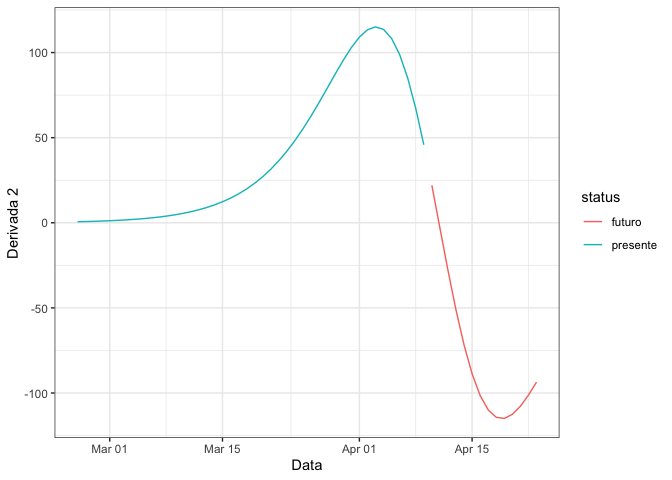 100
50
0
-50
-100
Derivada 2
Mar 01
Mar 15
Apr 01
Apr 15
Data
status
futuro
presente